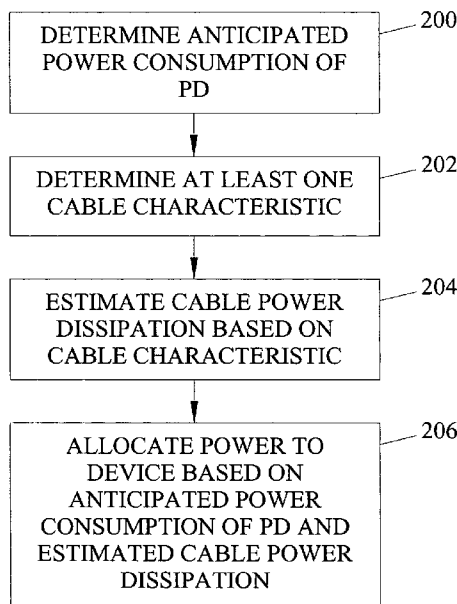 200
DETERMINE ANTICIPATED
POWER CONSUMPTION OF
PD
202
DETERMINE AT LEAST ONE
CABLE CHARACTERISTIC
204
ESTIMATE CABLE POWER
DISSIPATION BASED ON
CABLE CHARACTERISTIC
206
ALLOCATE POWER TO
DEVICE BASED ON
ANTICIPATED POWER
CONSUMPTION OF PD AND
ESTIMATED CABLE POWER
DISSIPATION